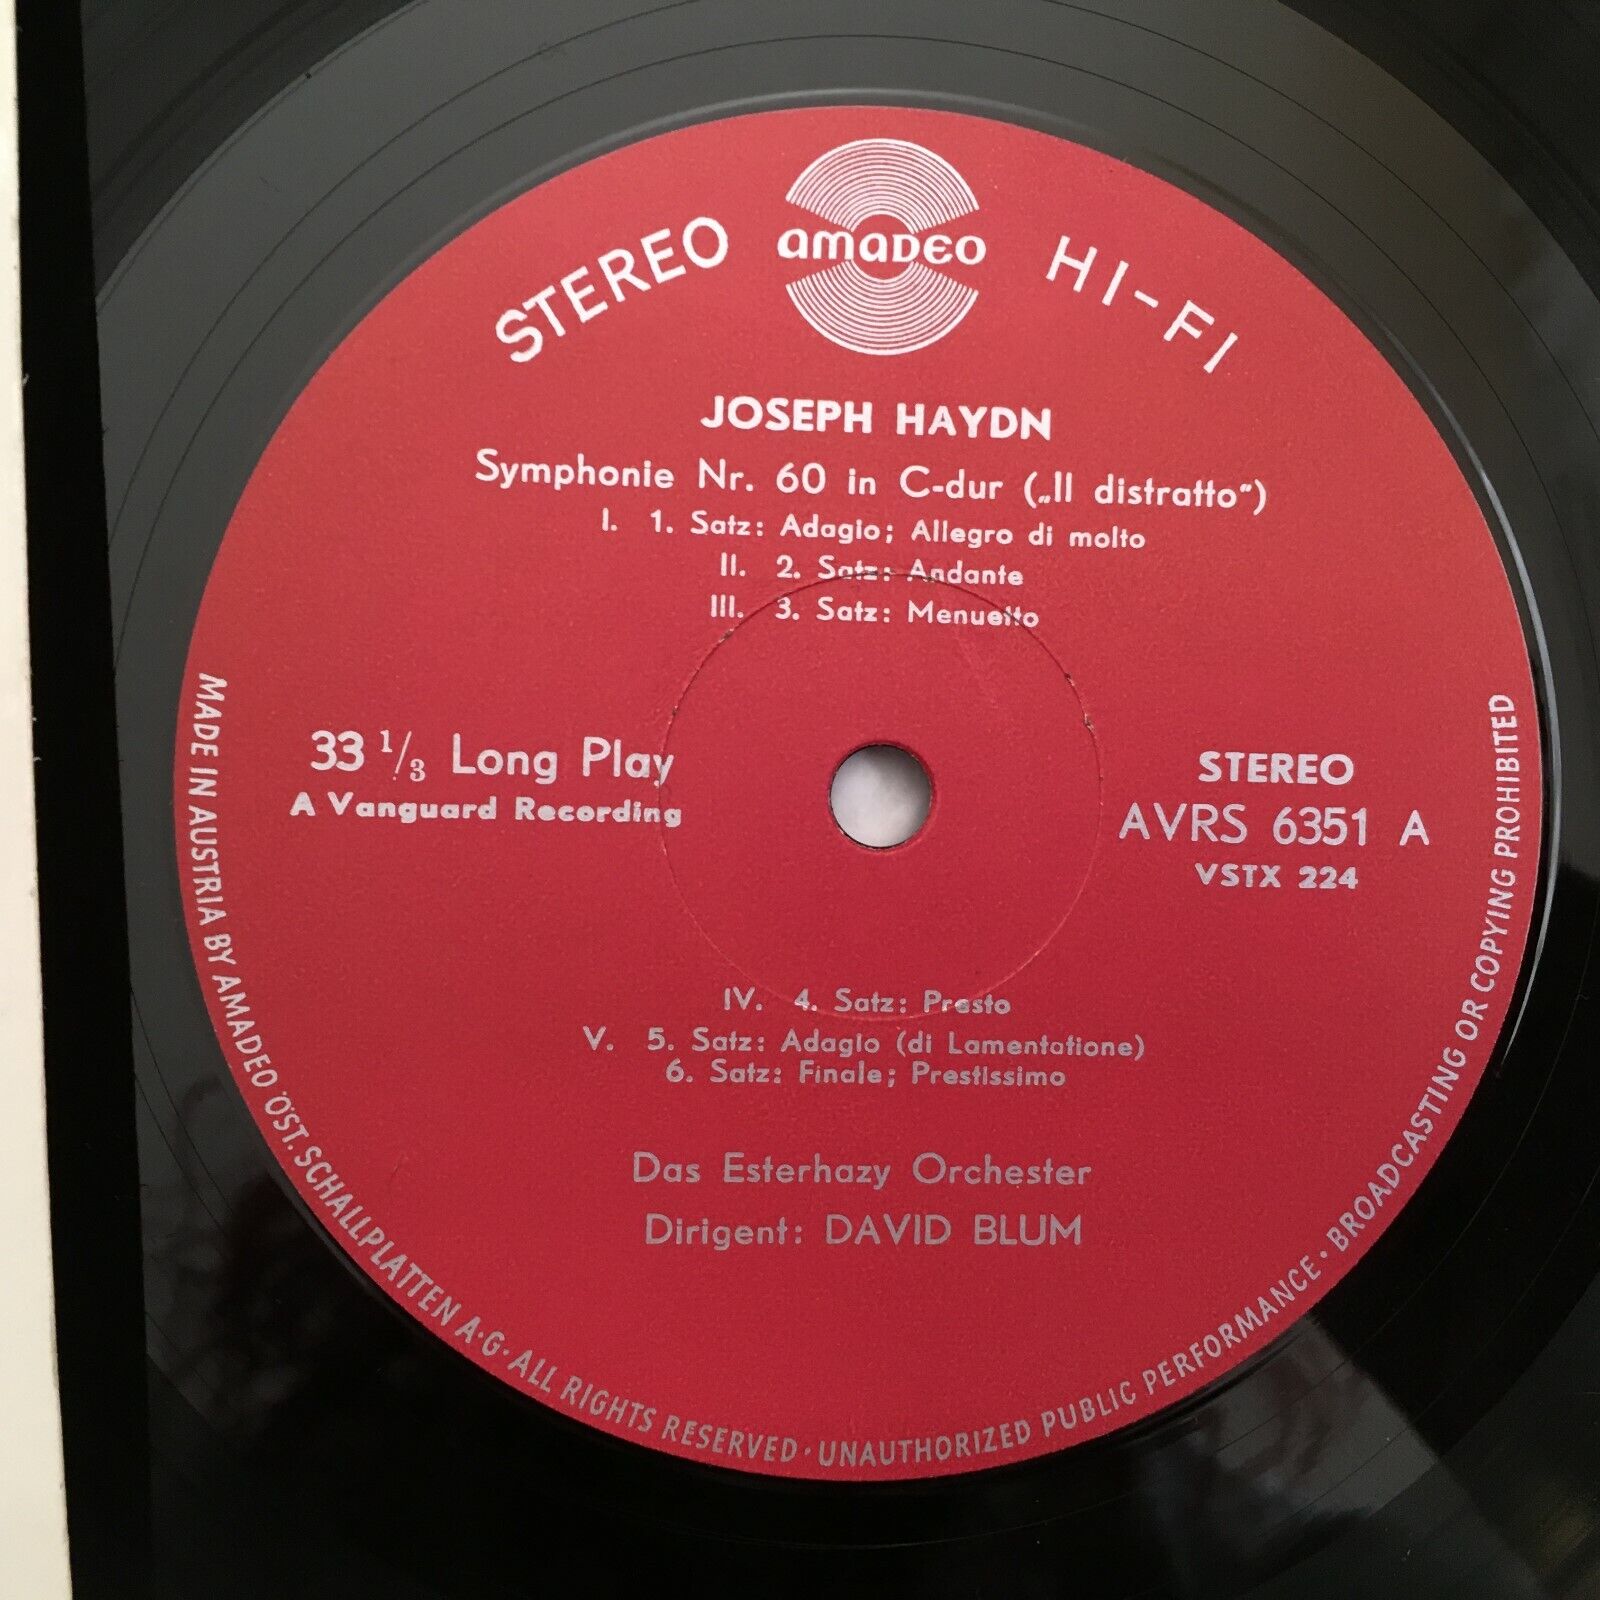 STEREO amadeo HI-FI
JOSEPH HAYDN
Symphonie Nr. 60 in C-dur („Il distratto“)
I. 1. Satz: Adagio; Allegro di molto
II. 2. Satz: Andante
III. 3. Satz: Menuetto
33 1/3 Long Play
A Vanguard Recording
STEREO
AVRS 6351 A
VSTX 224
IV. 4. Satz: Presto
V. 5. Satz: Adagio (di Lamentatione)
6. Satz: Finale; Prestissimo
Das Esterhazy Orchester
Dirigent: DAVID BLUM
MADE IN AUSTRIA BY AMADEO ÖST. SCHALLPLATTEN A·G· ALL RIGHTS RESERVED · UNAUTHORIZED PUBLIC PERFORMANCE · BROADCASTING OR COPYING PROHIBITED